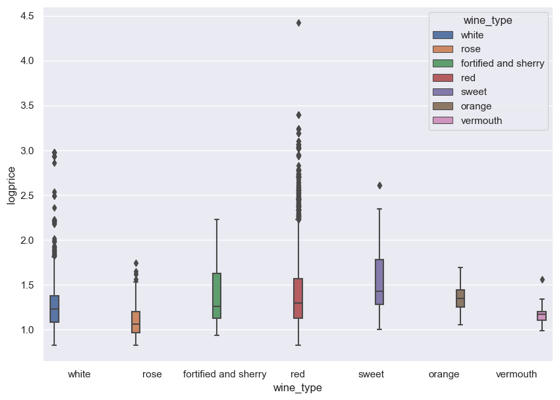 4.5
4.0
3.5
3.0
2.5
2.0
1.5
1.0
logprice
wine_type
white
rose
fortified and sherry
red
sweet
orange
vermouth
white rose fortified and sherry red sweet orange vermouth
wine_type